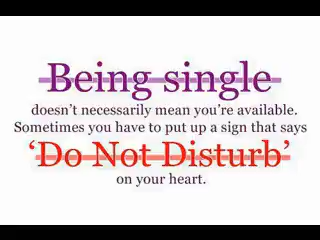 Being single
doesn't necessarily mean you're available.
Sometimes you have to put up a sign that says
'Do Not Disturb'
on your heart.